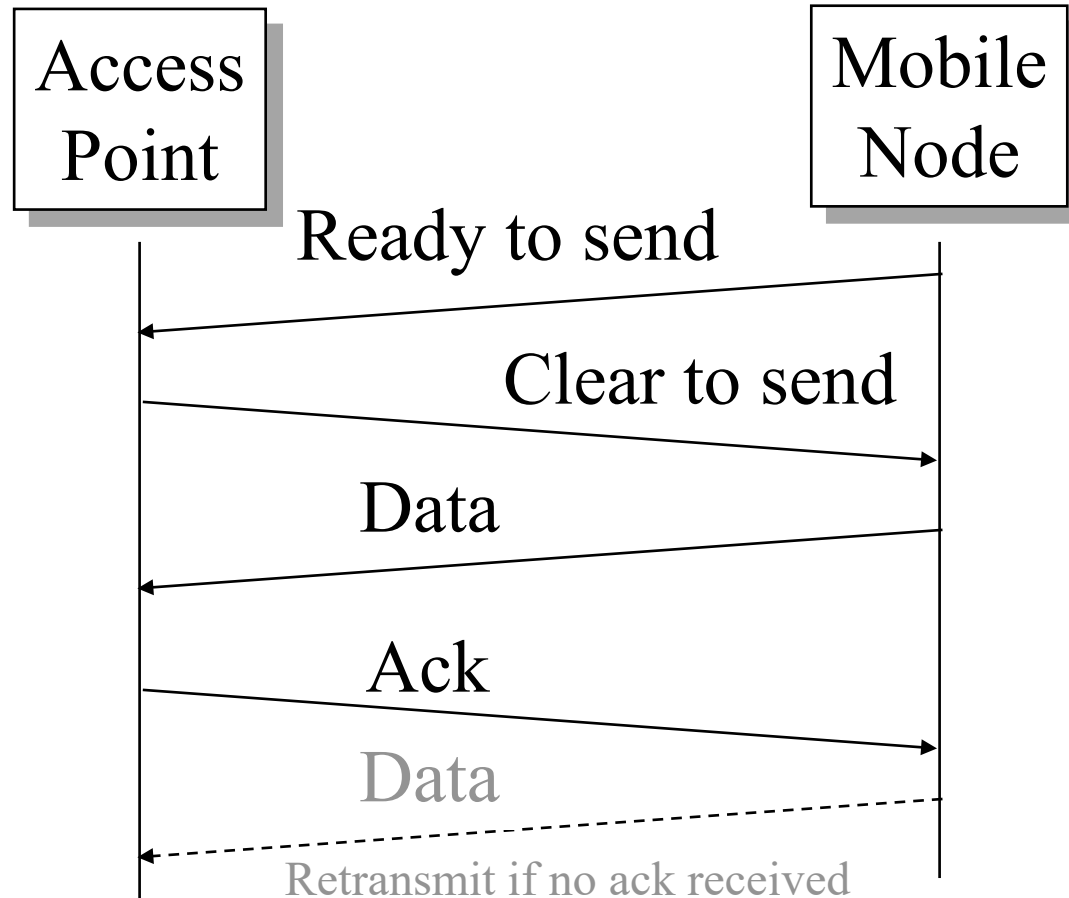 Access
Point
Mobile
Node
Ready to send
Clear to send
Data
Ack
Data
Retransmit if no ack received